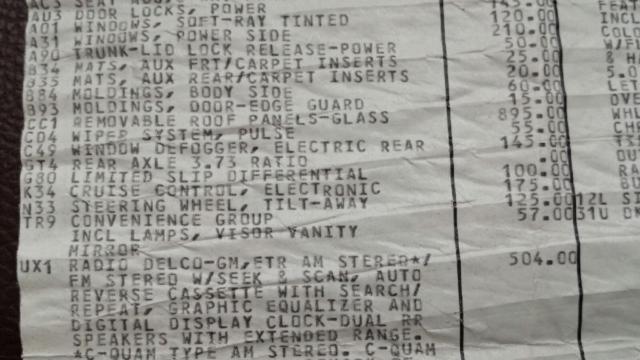 AU3 DOOR LOCKS, POWER 145.00
A01 WINDOWS, SOFT-RAY TINTED 120.00
A31 WINDOWS, POWER SIDE 210.00
A90 TRUNK-LID LOCK RELEASE-POWER 50.00
B34 MATS, AUX FRT/CARPET INSERTS 25.00
B35 MATS, AUX REAR/CARPET INSERTS 20.00
B84 MOLDINGS, BODY SIDE 60.00
B93 MOLDINGS, DOOR-EDGE GUARD 15.00
CC1 REMOVABLE ROOF PANELS-GLASS 895.00
CD4 WIPER SYSTEM, PULSE 55.00
C49 WINDOW DEFOGGER, ELECTRIC REAR 145.00
GT4 REAR AXLE 3.73 RATIO .00
G80 LIMITED SLIP DIFFERENTIAL 100.00
K34 CRUISE CONTROL, ELECTRONIC 175.00
N33 STEERING WHEEL, TILT-AWAY 125.00 12L SI
TR9 CONVENIENCE GROUP 57.00 31U ON
INCL LAMPS, VISOR VANITY
MIRROR
UX1 RADIO DELCO-GM,ETR AM STEREO*/ 504.00
FM STEREO W/SEEK & SCAN, AUTO
REVERSE CASSETTE WITH SEARCH/
REPEAT, GRAPHIC EQUALIZER AND
DIGITAL DISPLAY CLOCK-DUAL RR
SPEAKERS WITH EXTENDED RANGE.
*C-QUAM TYPE AM STEREO. C-QUAM